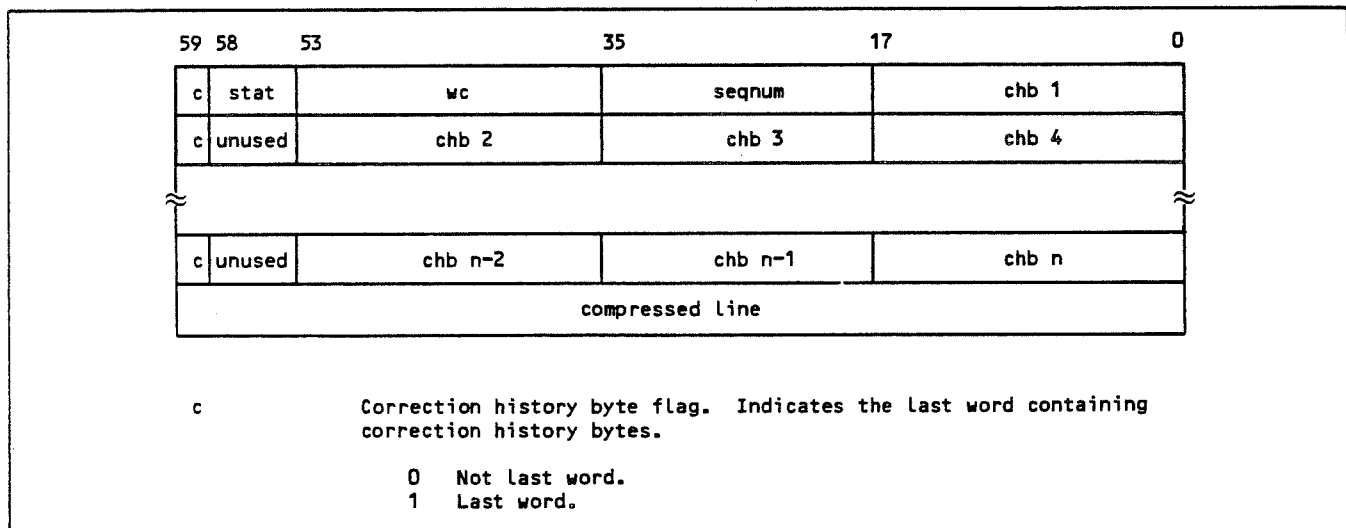 59 58 53 35 17 0
c stat wc seqnum chb 1
c unused chb 2 chb 3 chb 4
≈ ≈
c unused chb n-2 chb n-1 chb n
compressed line
c Correction history byte flag. Indicates the last word containing
correction history bytes.
0 Not last word.
1 Last word.